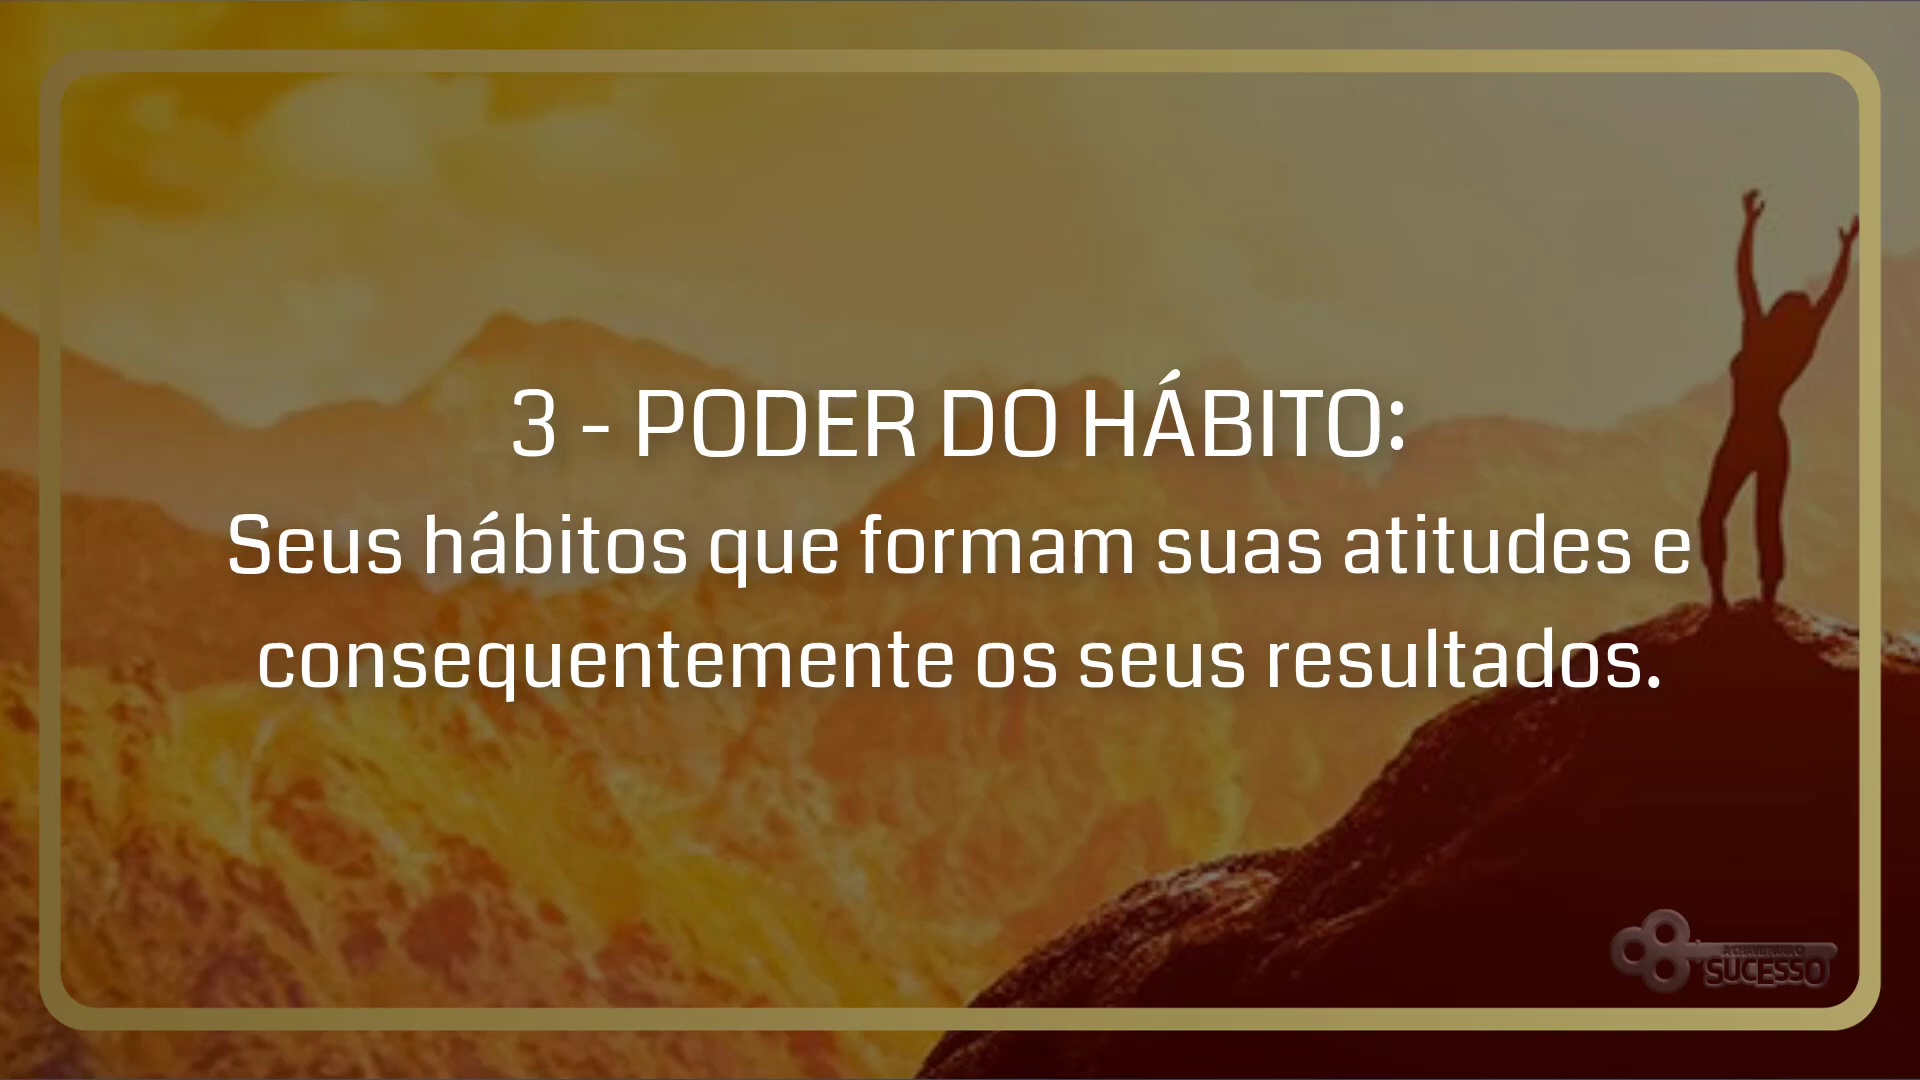 3 - PODER DO HÁBITO:
Seus hábitos que formam suas atitudes e
consequentemente os seus resultados.
SUCESSO